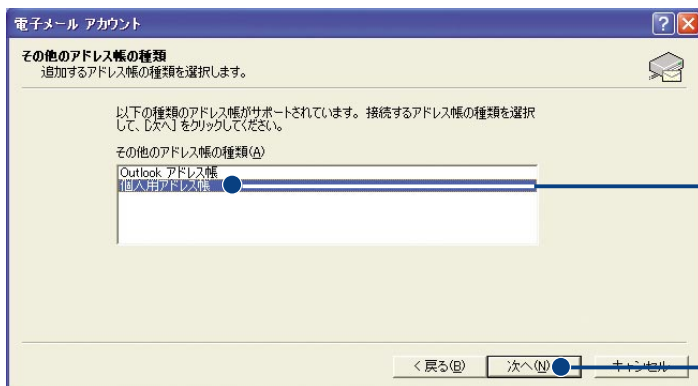 電子メール アカウント
その他のアドレス帳の種類
追加するアドレス帳の種類を選択します。
以下の種類のアドレス帳がサポートされています。接続するアドレス帳の種類を選択
して、[次へ] をクリックしてください。
その他のアドレス帳の種類(A)
Outlook アドレス帳
個人用アドレス帳
< 戻る(B)
次へ(N)
キャンセル